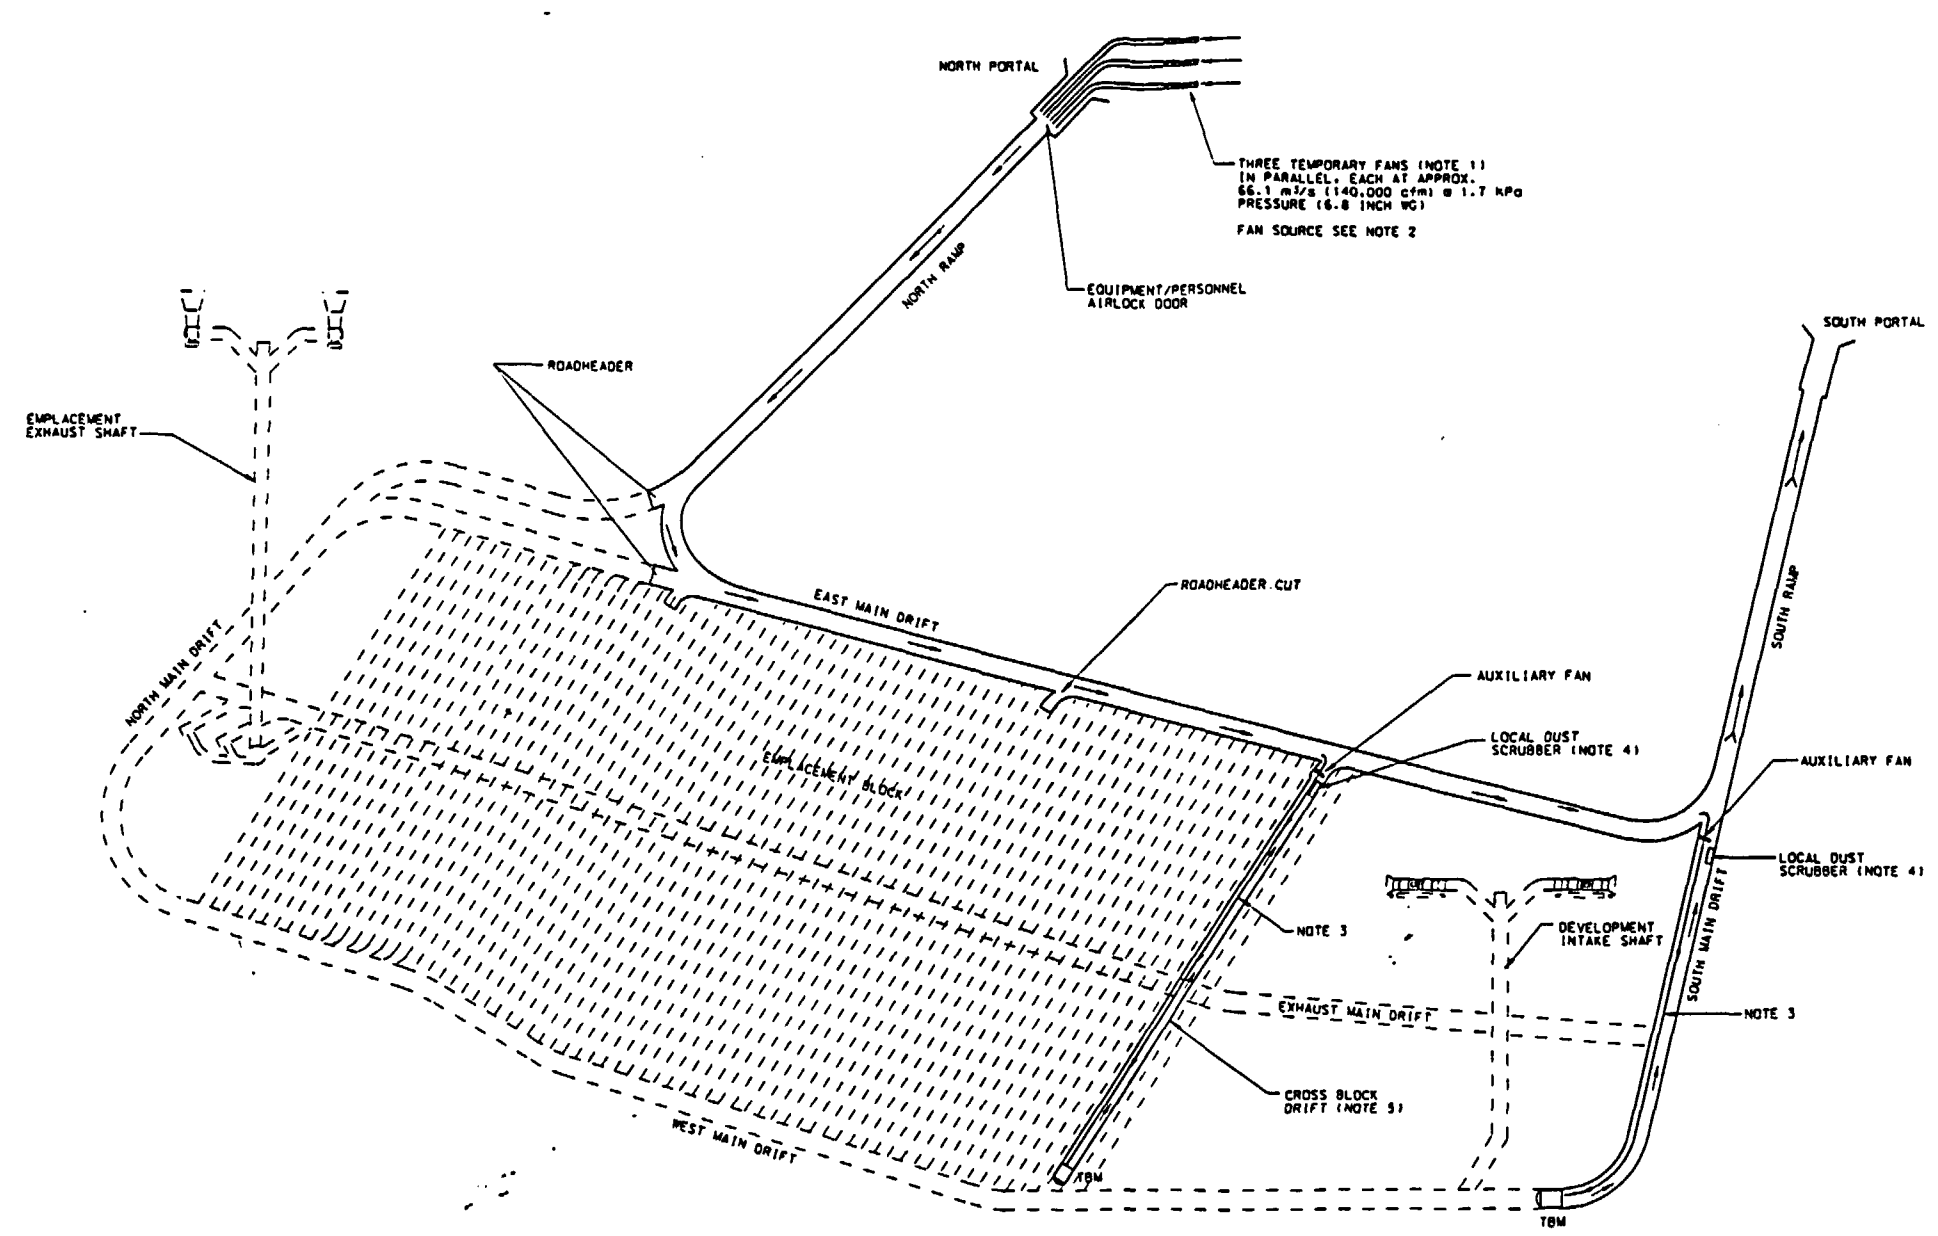 NORTH PORTAL
THREE TEMPORARY FANS (NOTE 1)
IN PARALLEL. EACH AT APPROX.
66.1 m³/s (140,000 cfm) @ 1.7 kPa
PRESSURE (6.8 INCH WG)
FAN SOURCE SEE NOTE 2
NORTH RAMP
EQUIPMENT/PERSONNEL
AIRLOCK DOOR
SOUTH PORTAL
ROADHEADER
EMPLACEMENT
EXHAUST SHAFT
EAST MAIN DRIFT
ROADHEADER.CUT
SOUTH RAMP
NORTH MAIN DRIFT
AUXILIARY FAN
LOCAL DUST
SCRUBBER (NOTE 4)
EMPLACEMENT BLOCK
AUXILIARY FAN
LOCAL DUST
SCRUBBER (NOTE 4)
NOTE 3
DEVELOPMENT
INTAKE SHAFT
SOUTH MAIN DRIFT
EXHAUST MAIN DRIFT
NOTE 3
CROSS BLOCK
DRIFT (NOTE 5)
WEST MAIN DRIFT
TBM
TBM